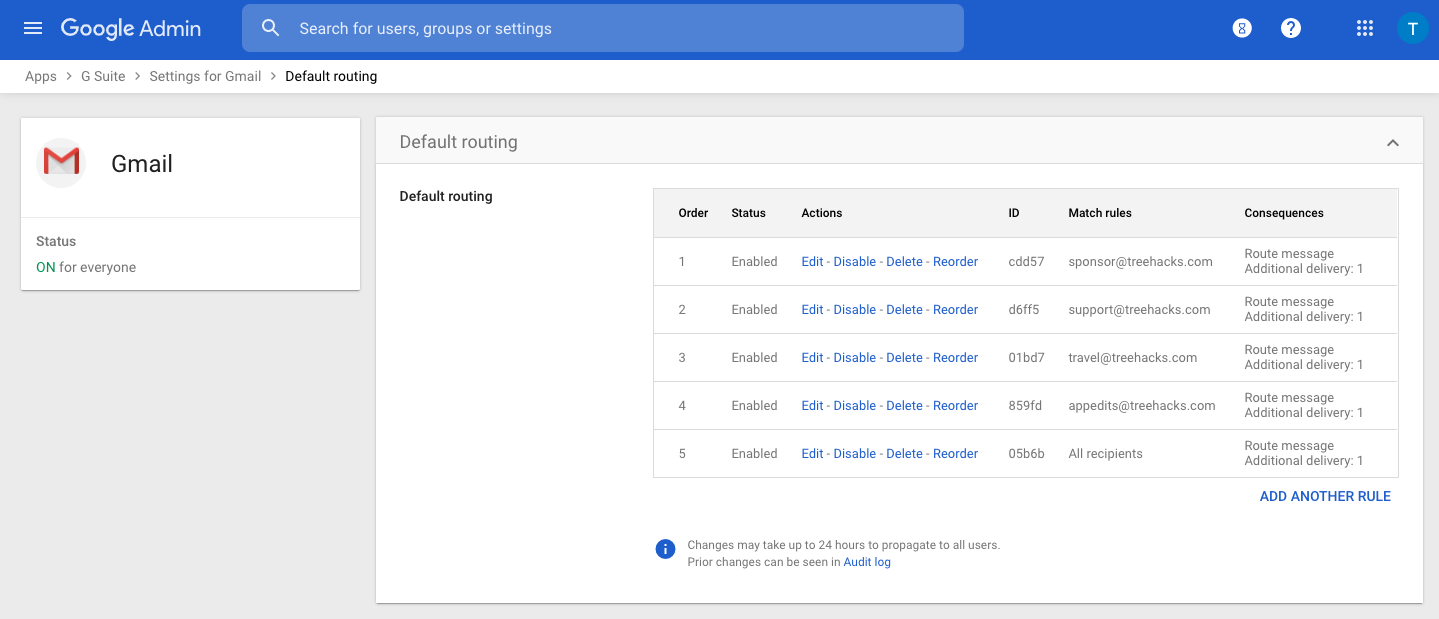 Google Admin
Search for users, groups or settings
T
Apps > G Suite > Settings for Gmail > Default routing
Gmail
Status
ON for everyone
Default routing
Default routing
Order Status Actions ID Match rules Consequences
1 Enabled Edit - Disable - Delete - Reorder cdd57 sponsor@treehacks.com Route message
Additional delivery: 1
2 Enabled Edit - Disable - Delete - Reorder d6ff5 support@treehacks.com Route message
Additional delivery: 1
3 Enabled Edit - Disable - Delete - Reorder 01bd7 travel@treehacks.com Route message
Additional delivery: 1
4 Enabled Edit - Disable - Delete - Reorder 859fd appedits@treehacks.com Route message
Additional delivery: 1
5 Enabled Edit - Disable - Delete - Reorder 05b6b All recipients Route message
Additional delivery: 1
ADD ANOTHER RULE
Changes may take up to 24 hours to propagate to all users.
Prior changes can be seen in Audit log